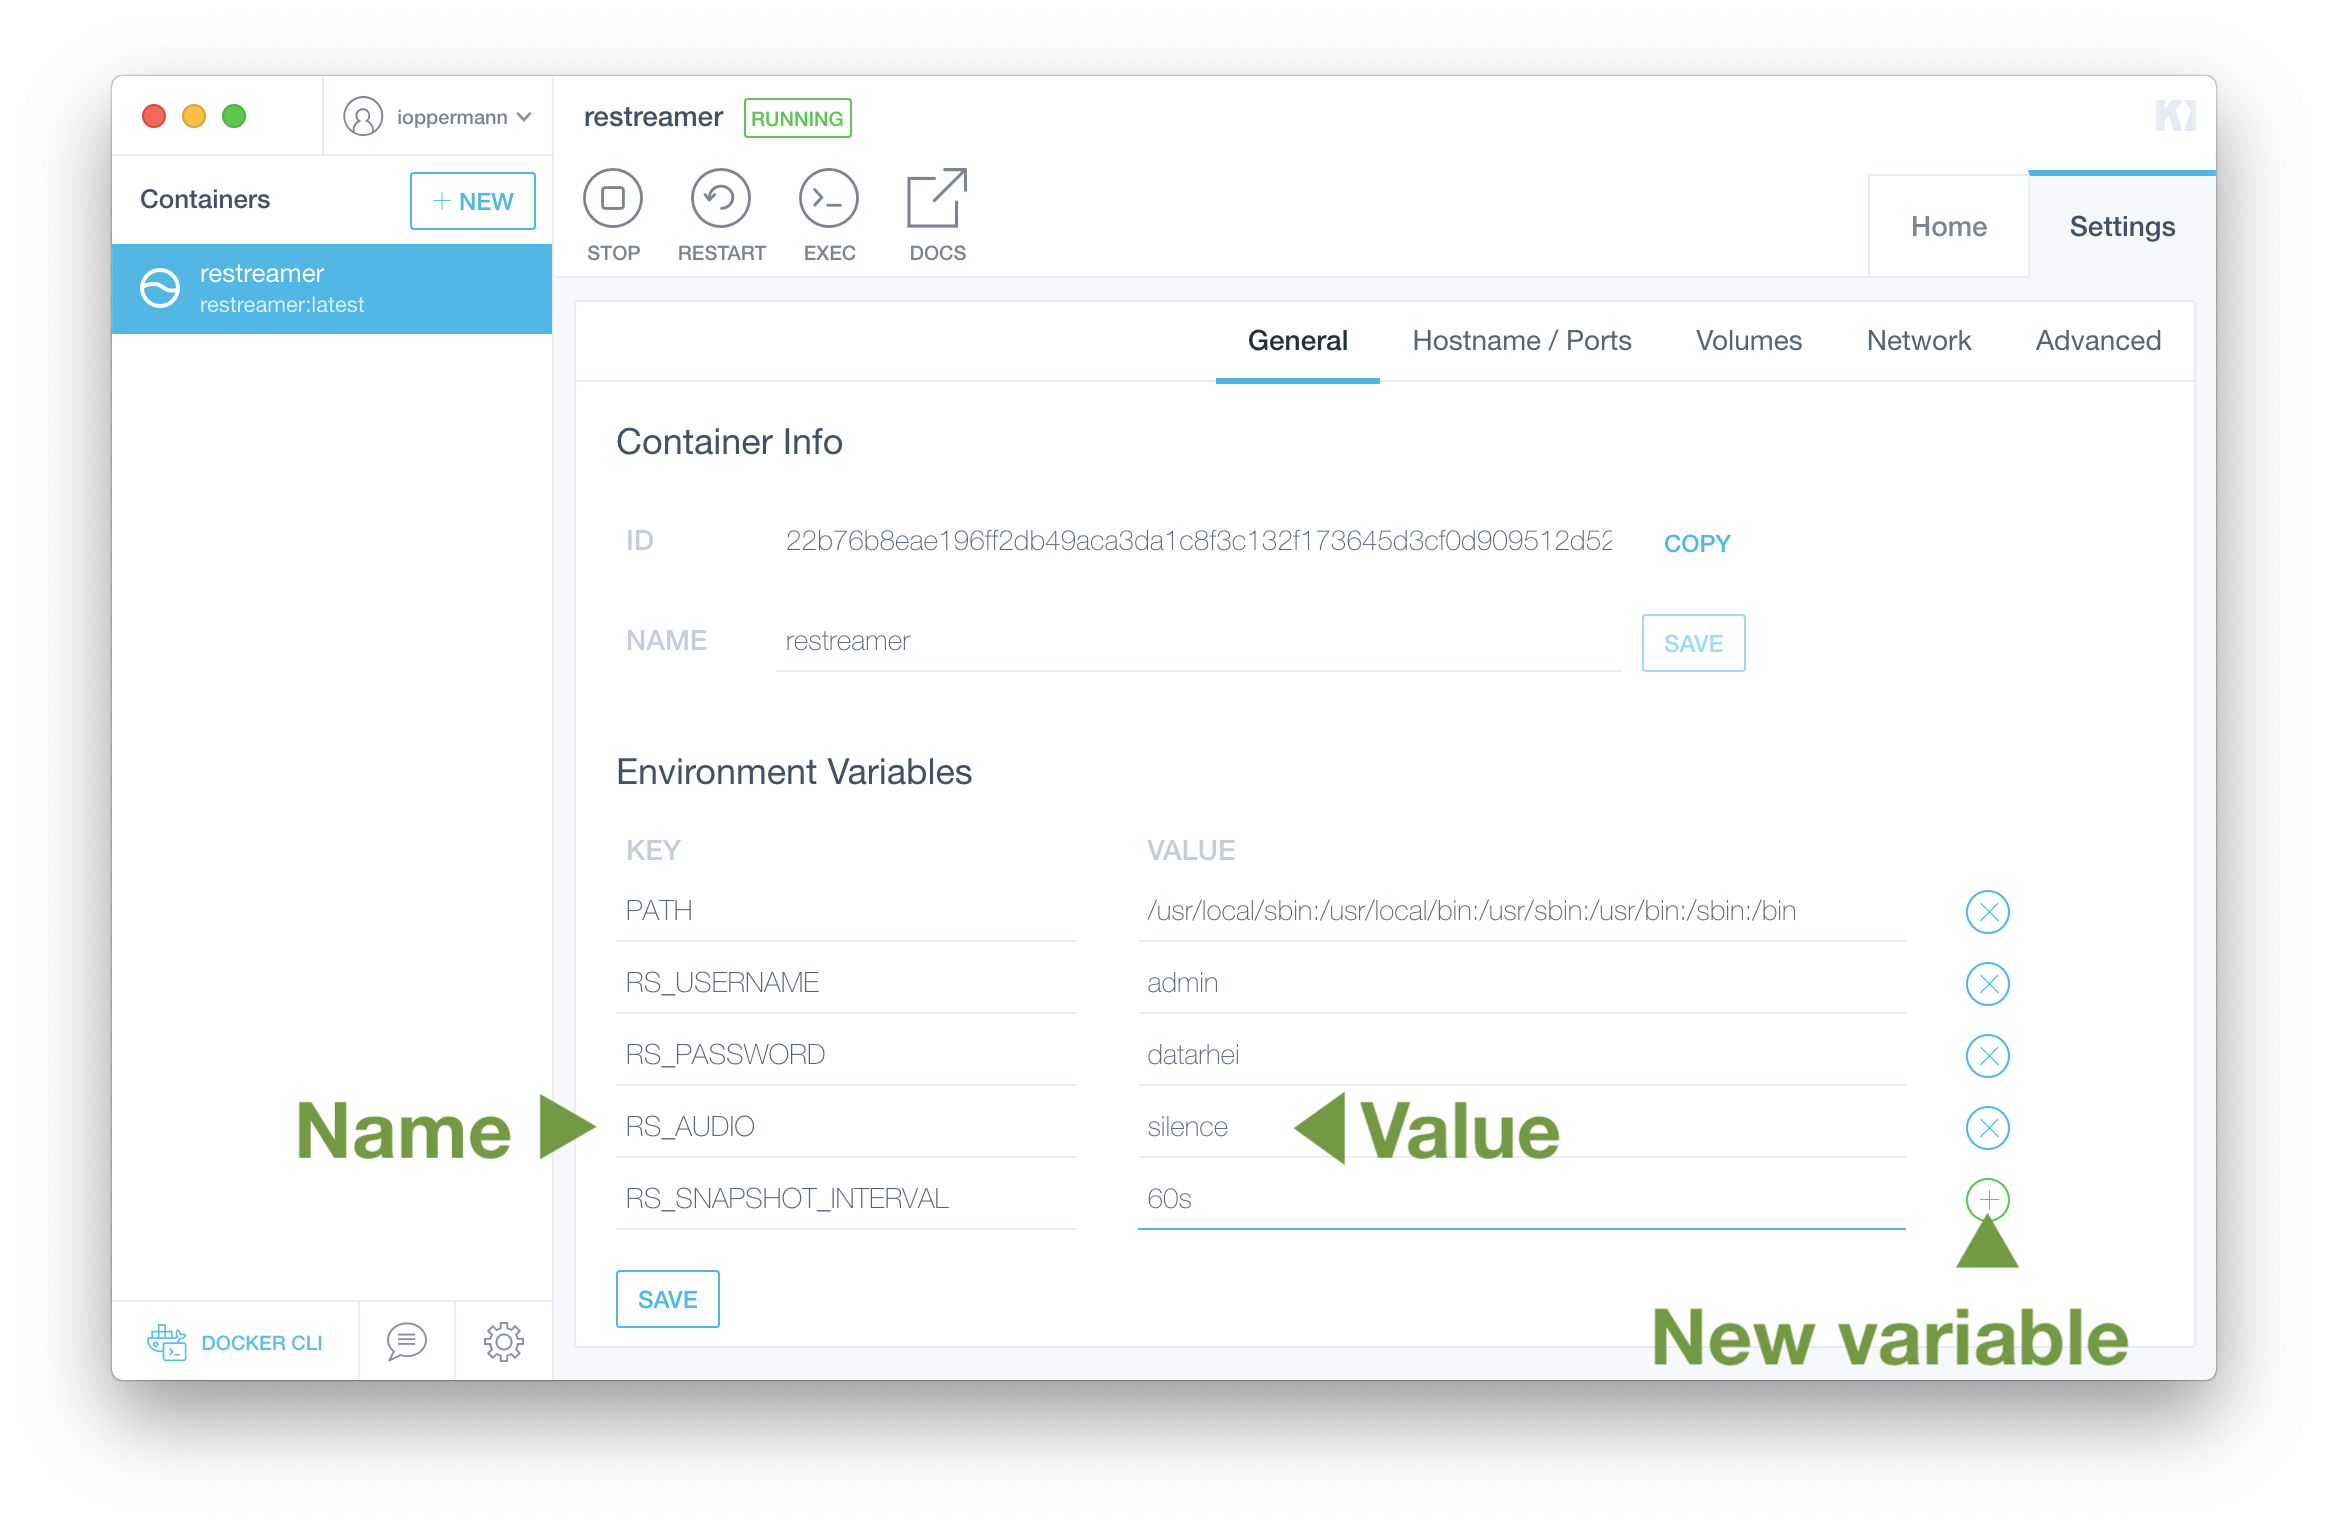 ioppermann
restreamer RUNNING
Containers
+ NEW
restreamer
restreamer:latest
STOP RESTART EXEC DOCS
Home Settings
General Hostname / Ports Volumes Network Advanced
Container Info
ID 22b76b8eae196ff2db49aca3da1c8f3c132f173645d3cf0d909512d52 COPY
NAME restreamer SAVE
Environment Variables
KEY VALUE
PATH /usr/local/sbin:/usr/local/bin:/usr/sbin:/usr/bin:/sbin:/bin
RS_USERNAME admin
RS_PASSWORD datarhei
Name RS_AUDIO silence Value
RS_SNAPSHOT_INTERVAL 60s
SAVE
New variable
DOCKER CLI